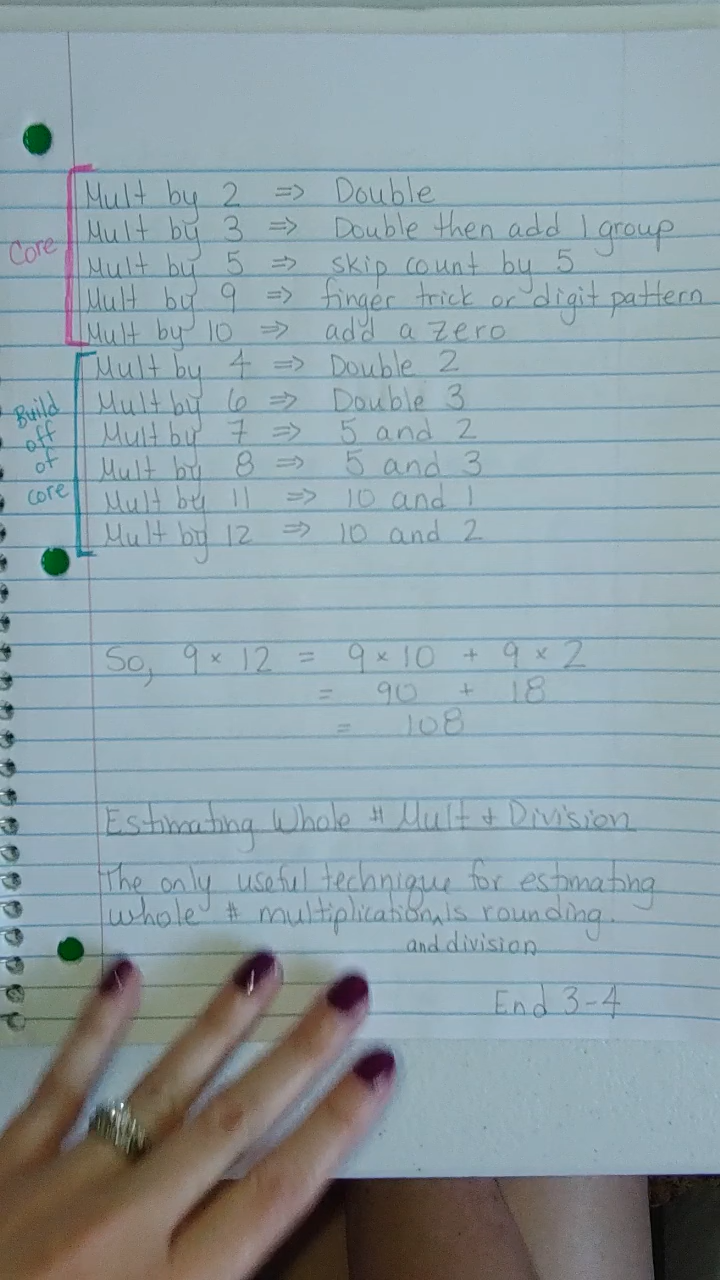 Mult by 2 => Double
Mult by 3 => Double then add 1 group
Core
Mult by 5 => skip count by 5
Mult by 9 => finger trick or digit pattern
Mult by 10 => add a zero
Mult by 4 => Double 2
Mult by 6 => Double 3
Build
off
of
core
Mult by 7 => 5 and 2
Mult by 8 => 5 and 3
Mult by 11 => 10 and 1
Mult by 12 => 10 and 2
So, 9 × 12 = 9 × 10 + 9 × 2
= 90 + 18
= 108
Estimating Whole # Mult & Division
The only useful technique for estimating
whole # multiplication ^ is rounding.
and division
End 3-4